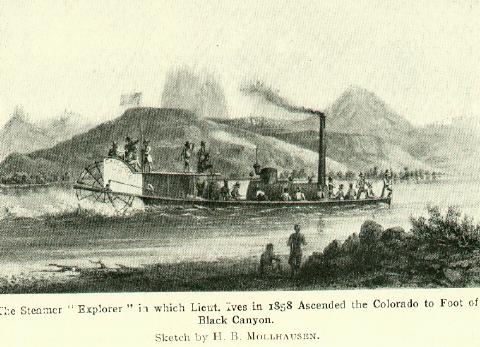 The Steamer "Explorer" in which Lieut. Ives in 1858 Ascended the Colorado to Foot of
Black Canyon.
Sketch by H. B. MOLLHAUSEN.